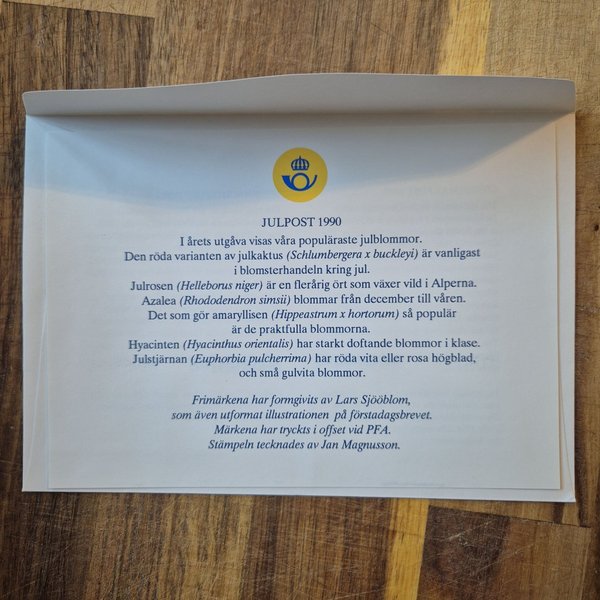 JULPOST 1990
I årets utgåva visas våra populäraste julblommor.
Den röda varianten av julkaktus (Schlumbergera x buckleyi) är vanligast
i blomsterhandeln kring jul.
Julrosen (Helleborus niger) är en flerårig ört som växer vild i Alperna.
Azalea (Rhododendron simsii) blommar från december till våren.
Det som gör amaryllisen (Hippeastrum x hortorum) så populär
är de praktfulla blommorna.
Hyacinten (Hyacinthus orientalis) har starkt doftande blommor i klase.
Julstjärnan (Euphorbia pulcherrima) har röda vita eller rosa högblad,
och små gulvita blommor.
Frimärkena har formgivits av Lars Sjööblom,
som även utformat illustrationen på förstadagsbrevet.
Märkena har tryckts i offset vid PFA.
Stämpeln tecknades av Jan Magnusson.